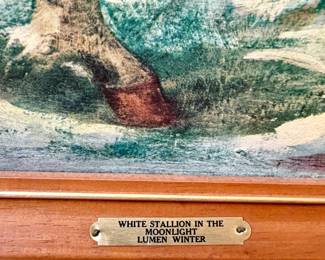 WHITE STALLION IN THE
MOONLIGHT
LUMEN WINTER